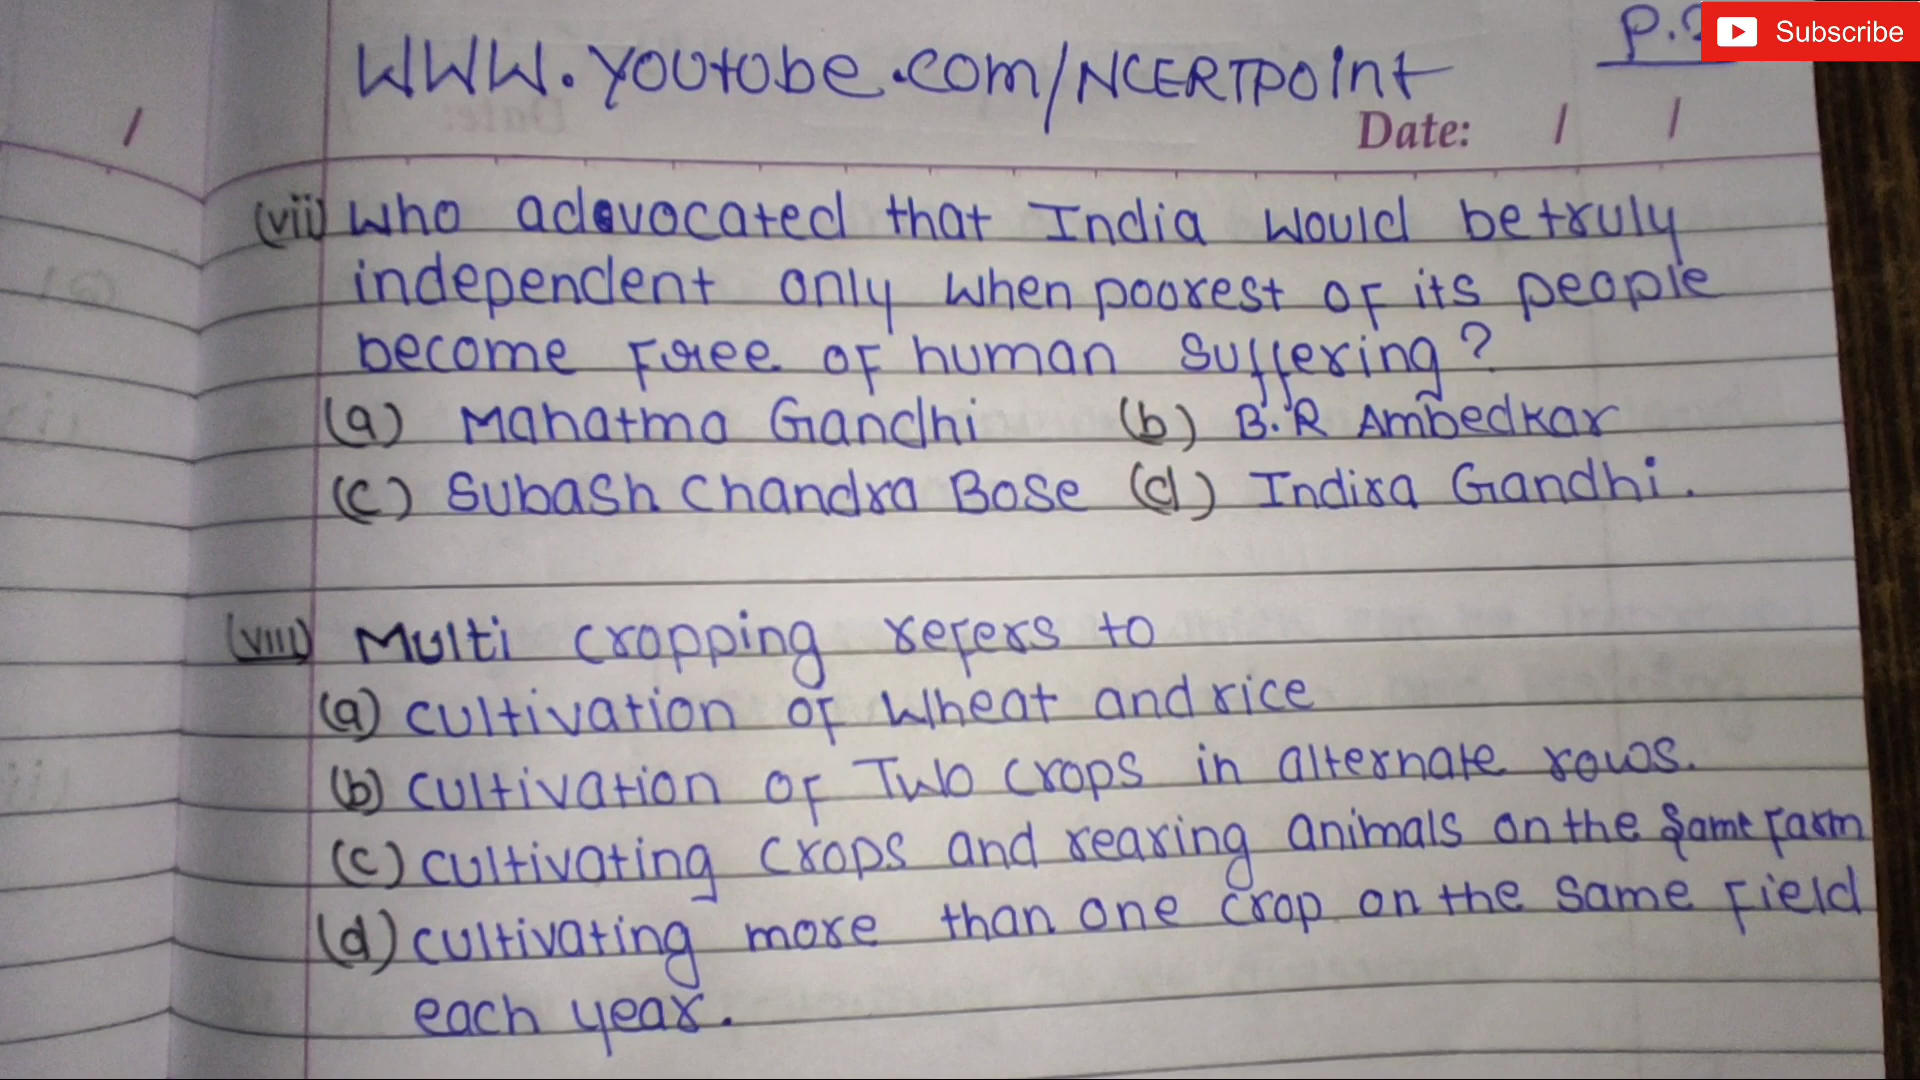 P.
Subscribe
WWW.YouTube.com/NCERTPOINT
Date: / /
/
(vii) Who adovocated that India would be truly
independent only when poorest of its people
become free of human suffering?
(a) Mahatma Gandhi (b) B.R Ambedkar
(c) Subash Chandra Bose (d) Indira Gandhi.
(viii) Multi cropping refers to
(a) cultivation of Wheat and rice
(b) cultivation of Two crops in alternate rows.
(c) cultivating crops and rearing animals on the same farm
(d) cultivating more than one crop on the same field
each year.